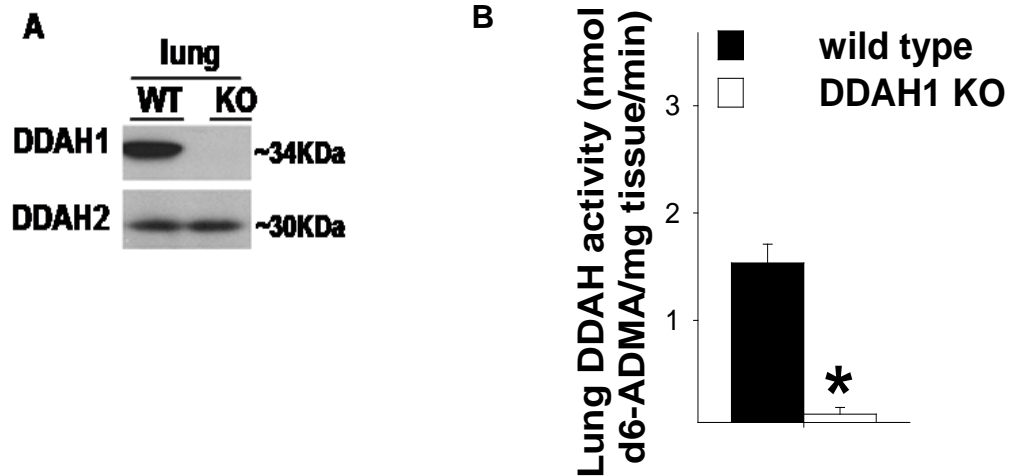 A
lung
WT KO
DDAH1
~34KDa
DDAH2
~30KDa
B
Lung DDAH activity (nmol
d6-ADMA/mg tissue/min)
3
2
1
wild type
DDAH1 KO
*